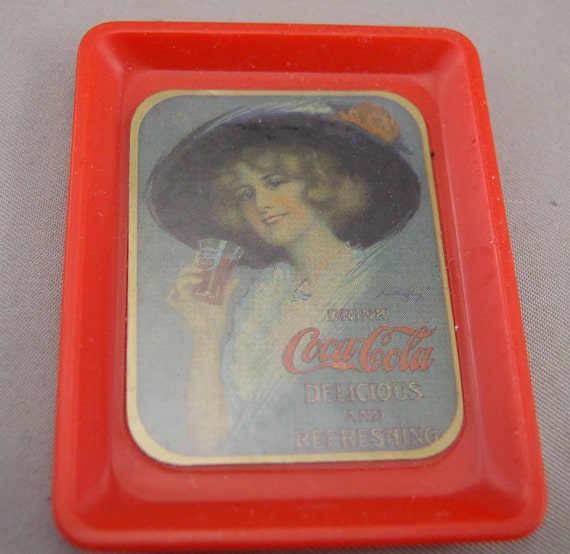 DRINK
Coca-Cola
DELICIOUS
AND
REFRESHING